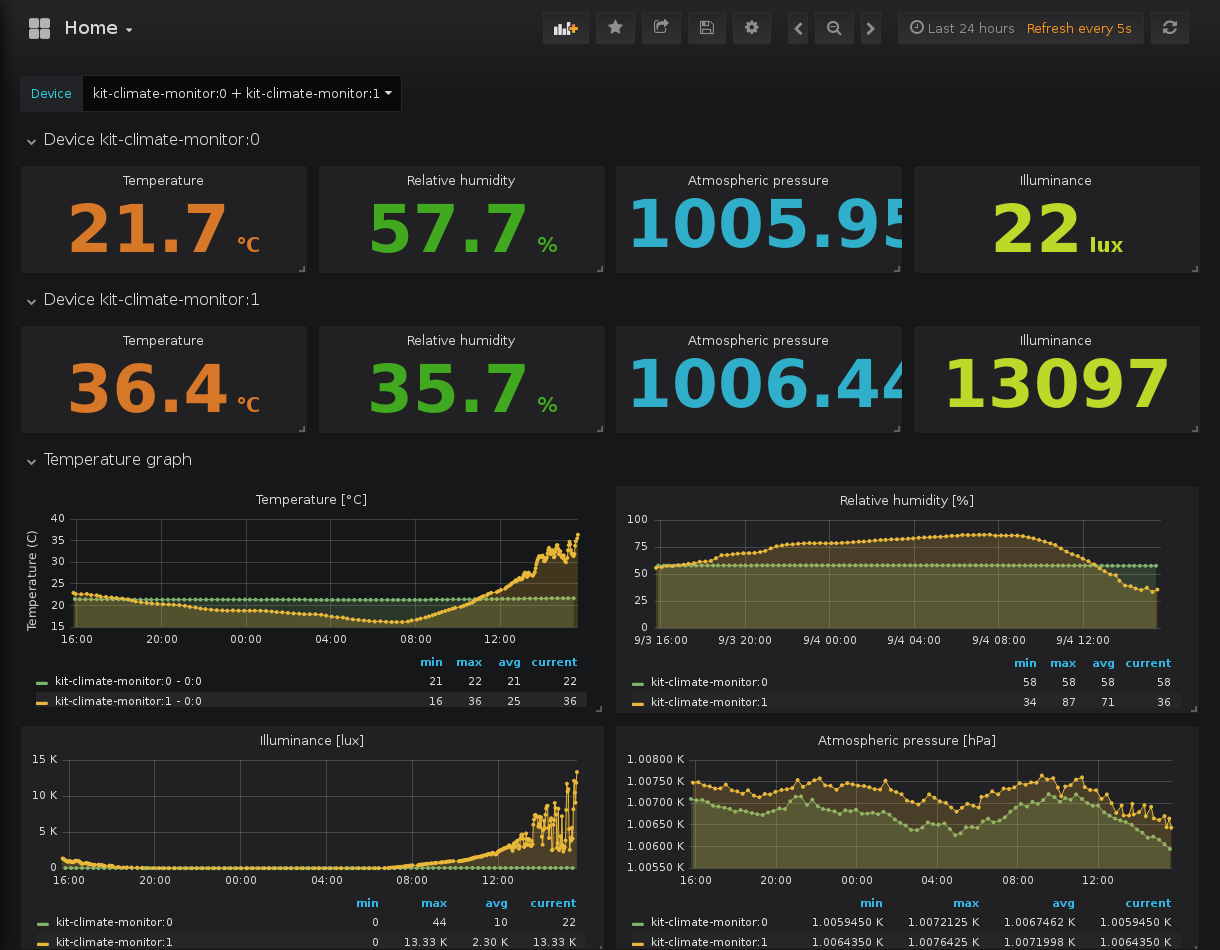 Home
Last 24 hours Refresh every 5s
Device kit-climate-monitor:0 + kit-climate-monitor:1
Device kit-climate-monitor:0
Temperature Relative humidity Atmospheric pressure Illuminance
21.7 °C 57.7 % 1005.95 22 lux
Device kit-climate-monitor:1
Temperature Relative humidity Atmospheric pressure Illuminance
36.4 °C 35.7 % 1006.44 13097
Temperature graph
Temperature [°C]
Temperature (C)
40
35
30
25
20
15
16:00 20:00 00:00 04:00 08:00 12:00
min max avg current
kit-climate-monitor:0 - 0:0 21 22 21 22
kit-climate-monitor:1 - 0:0 16 36 25 36
Relative humidity [%]
100
75
50
25
0
9/3 16:00 9/3 20:00 9/4 00:00 9/4 04:00 9/4 08:00 9/4 12:00
min max avg current
kit-climate-monitor:0 58 58 58 58
kit-climate-monitor:1 34 87 71 36
Illuminance [lux]
15 K
10 K
5 K
0
16:00 20:00 00:00 04:00 08:00 12:00
min max avg current
kit-climate-monitor:0 0 44 10 22
kit-climate-monitor:1 0 13.33 K 2.30 K 13.33 K
Atmospheric pressure [hPa]
1.00800 K
1.00750 K
1.00700 K
1.00650 K
1.00600 K
1.00550 K
16:00 20:00 00:00 04:00 08:00 12:00
min max avg current
kit-climate-monitor:0 1.0059450 K 1.0072125 K 1.0067462 K 1.0059450 K
kit-climate-monitor:1 1.0064350 K 1.0076425 K 1.0071998 K 1.0064350 K